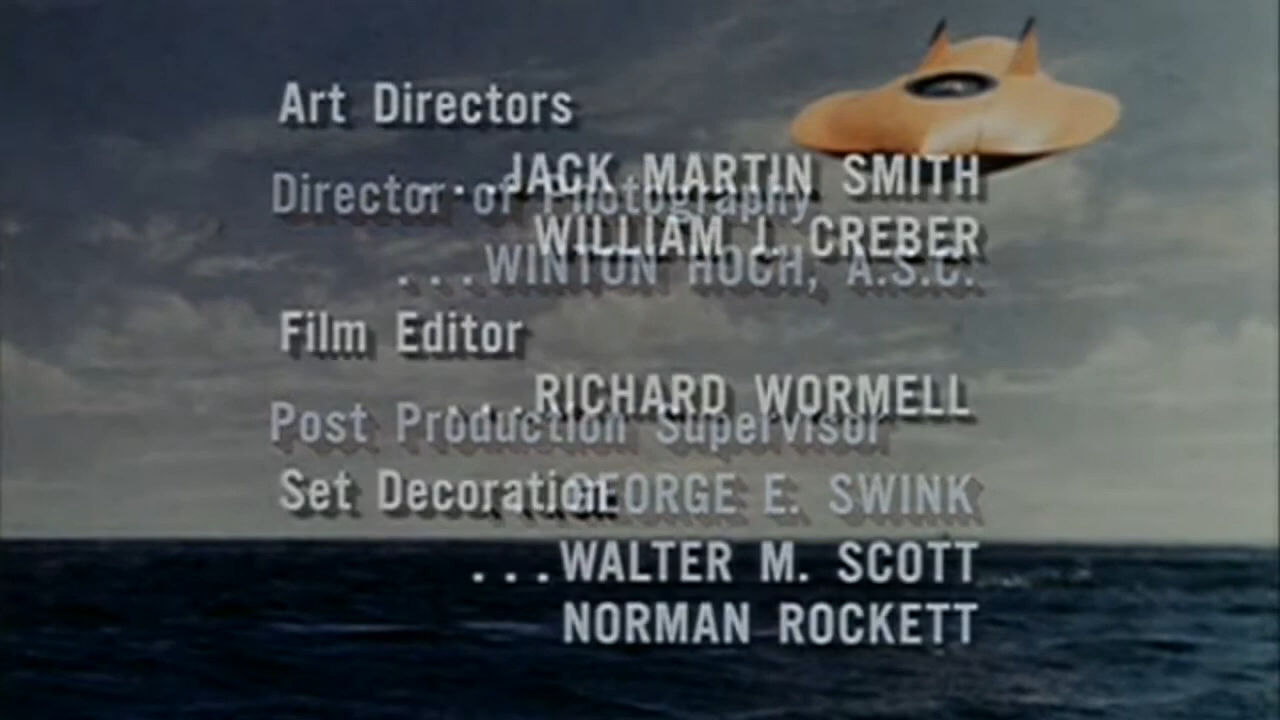 Art Directors
...JACK MARTIN SMITH
Director of Photography
WILLIAM J. CREBER
...WINTON HOCH, A.S.C.
Film Editor
...RICHARD WORMELL
Post Production Supervisor
Set Decoration
GEORGE E. SWINK
...WALTER M. SCOTT
NORMAN ROCKETT